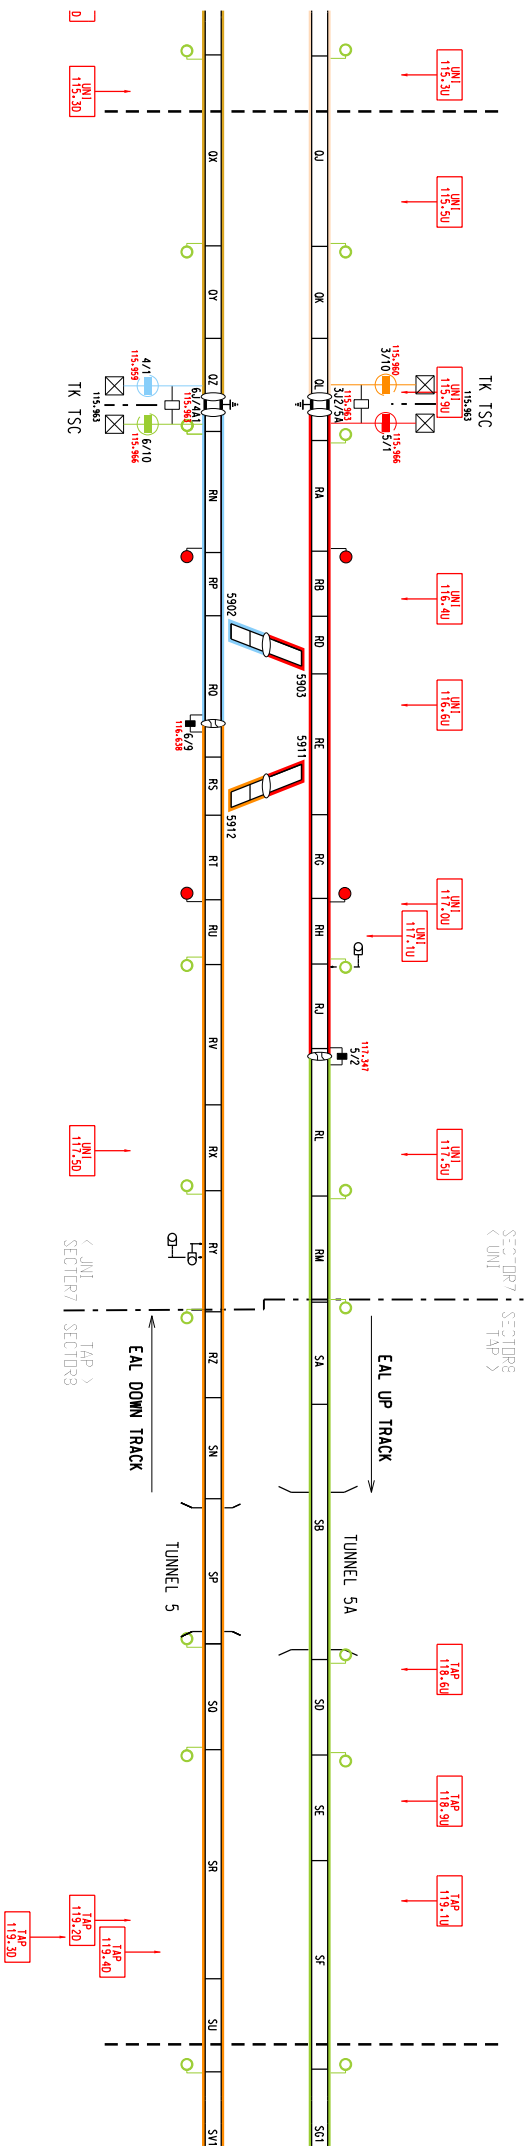 D
UNI
115.3D
UNI
115.3U
QX
QJ
UNI
115.5U
QY
QK
QZ
QL
4/1
115.959
115.963
TK TSC
6/10
115.966
6J/4A1
3/10
115.960
3J2/5A
115.963
5/1
115.966
UNI
115.9U
115.963
TK TSC
RN
RA
RP
RB
UNI
116.4U
5902
RD
5903
RQ
UNI
116.6U
6/9
116.638
RE
5911
RS
5912
RT
RG
RU
RH
UNI
117.0U
UNI
117.1U
RV
RJ
5/2
117.347
UNI
117.5D
RX
RL
UNI
117.5U
RY
RM
< UNI
SECTOR7
TAP >
SECTOR8
SECTOR7
< UNI
SECTOR8
TAP >
RZ
SA
EAL DOWN TRACK
EAL UP TRACK
SN
SB
TUNNEL 5
SP
TUNNEL 5A
SQ
SD
TAP
118.6U
SE
TAP
118.9U
SR
TAP
119.1U
TAP
119.2D
TAP
119.3D
TAP
119.4D
SF
SU
SV1
SG1